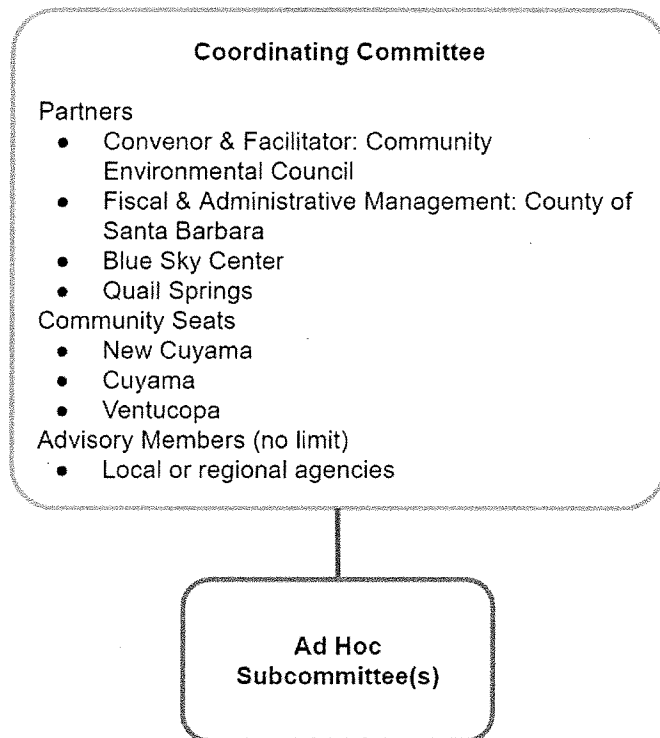 Coordinating Committee
Partners
● Convenor & Facilitator: Community
Environmental Council
● Fiscal & Administrative Management: County of
Santa Barbara
● Blue Sky Center
● Quail Springs
Community Seats
● New Cuyama
● Cuyama
● Ventucopa
Advisory Members (no limit)
● Local or regional agencies
Ad Hoc
Subcommittee(s)